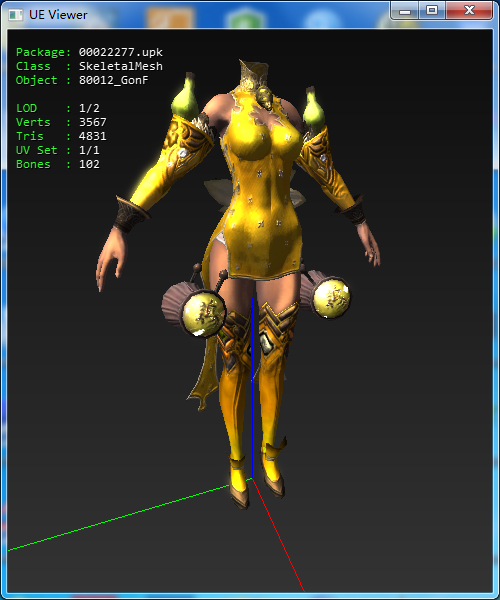 UE Viewer
Package: 00022277.upk
Class : SkeletalMesh
Object : 80012_GonF
LOD : 1/2
Verts : 3567
Tris : 4831
UV Set : 1/1
Bones : 102